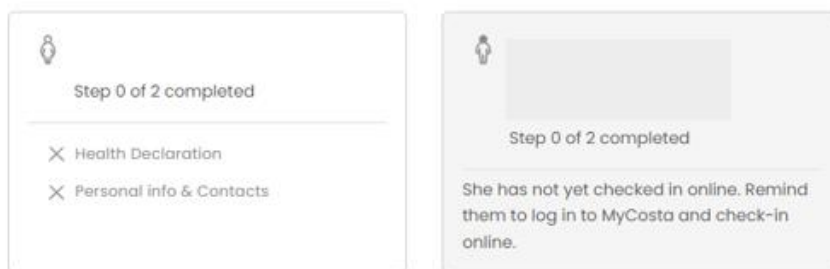 Step 0 of 2 completed
Health Declaration
Personal info & Contacts
Step 0 of 2 completed
She has not yet checked in online. Remind
them to log in to MyCosta and check-in
online.